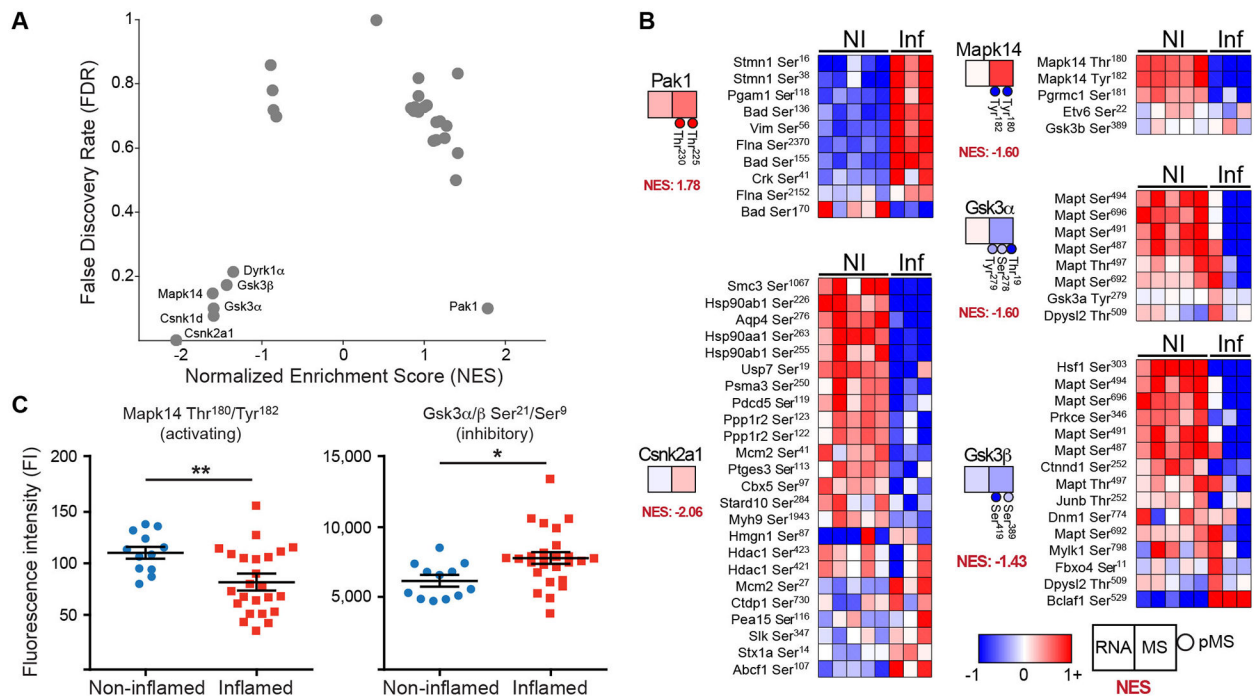 A
False Discovery Rate (FDR)
1
0.8
0.6
0.4
0.2
Dyrk1α
Gsk3β
Mapk14
Gsk3α
Csnk1d
Csnk2a1
Pak1
-2
-1
0
1
2
Normalized Enrichment Score (NES)
B
Pak1
Thr230
Thr225
NES: 1.78
NI
Inf
Stmn1 Ser16
Stmn1 Ser38
Pgam1 Ser118
Bad Ser136
Vim Ser56
Flna Ser2370
Bad Ser155
Crk Ser41
Flna Ser2152
Bad Ser170
Csnk2a1
NES: -2.06
NI
Inf
Smc3 Ser1067
Hsp90ab1 Ser226
Aqp4 Ser276
Hsp90aa1 Ser263
Hsp90ab1 Ser255
Usp7 Ser19
Psma3 Ser250
Pdcd5 Ser119
Ppp1r2 Ser123
Ppp1r2 Ser122
Mcm2 Ser41
Ptges3 Ser113
Cbx5 Ser97
Stard10 Ser284
Myh9 Ser1943
Hmgn1 Ser87
Hdac1 Ser423
Hdac1 Ser421
Mcm2 Ser27
Ctdp1 Ser730
Pea15 Ser116
Slk Ser347
Stx1a Ser14
Abcf1 Ser107
Mapk14
Tyr182
Tyr180
NES: -1.60
NI
Inf
Mapk14 Thr180
Mapk14 Tyr182
Pgrmc1 Ser181
Etv6 Ser22
Gsk3b Ser389
Gsk3α
Tyr279
Ser278
Thr19
NES: -1.60
NI
Inf
Mapt Ser494
Mapt Ser696
Mapt Ser491
Mapt Ser487
Mapt Thr497
Mapt Ser692
Gsk3a Tyr279
Dpysl2 Thr509
Gsk3β
Ser419
Ser389
NES: -1.43
NI
Inf
Hsf1 Ser303
Mapt Ser494
Mapt Ser696
Prkce Ser346
Mapt Ser491
Mapt Ser487
Ctnnd1 Ser252
Mapt Thr497
Junb Thr252
Dnm1 Ser774
Mapt Ser692
Mylk1 Ser798
Fbxo4 Ser11
Dpysl2 Thr509
Bclaf1 Ser529
-1
0
1+
RNA
MS
pMS
NES
C
Mapk14 Thr180/Tyr182
(activating)
Fluorescence intensity (FI)
200
150
100
50
**
Non-inflamed
Inflamed
Gsk3α/β Ser21/Ser9
(inhibitory)
15,000
10,000
5,000
*
Non-inflamed
Inflamed